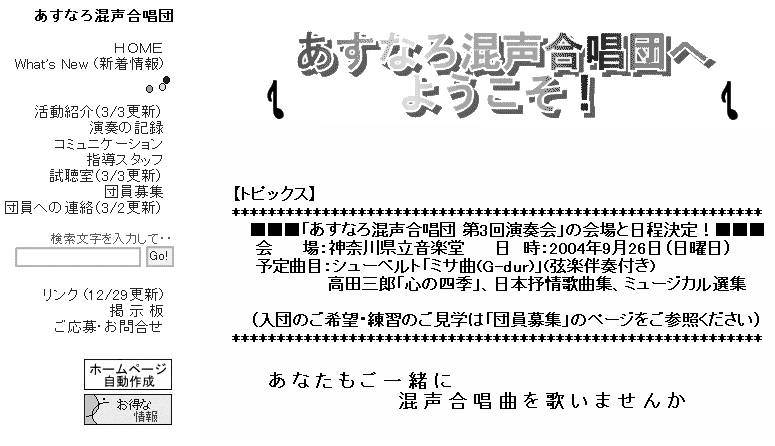 あすなろ混声合唱団
HOME
What's New (新着情報)
活動紹介(3/3更新)
演奏の記録
コミュニケーション
指導スタッフ
試聴室(3/3更新)
団員募集
団員への連絡(3/2更新)
検索文字を入力して・・
Go!
リンク (12/29更新)
掲 示 板
ご応募・お問合せ
ホームページ
自動作成
お得な
情報
あすなろ混声合唱団へ
ようこそ!
【トピックス】
++++++++++++++++++++++++++++++++++++++++++++++++++++++
■■■「あすなろ混声合唱団 第3回演奏会」の会場と日程決定!■■■
会 場:神奈川県立音楽堂 日 時:2004年9月26日(日曜日)
予定曲目:シューベルト「ミサ曲(G-dur)」(弦楽伴奏付き)
高田三郎「心の四季」、日本抒情歌曲集、ミュージカル選集
(入団のご希望・練習のご見学は「団員募集」のページをご参照ください)
++++++++++++++++++++++++++++++++++++++++++++++++++++++
あ な た も ご 一 緒 に
混 声 合 唱 曲 を 歌 い ま せ ん か